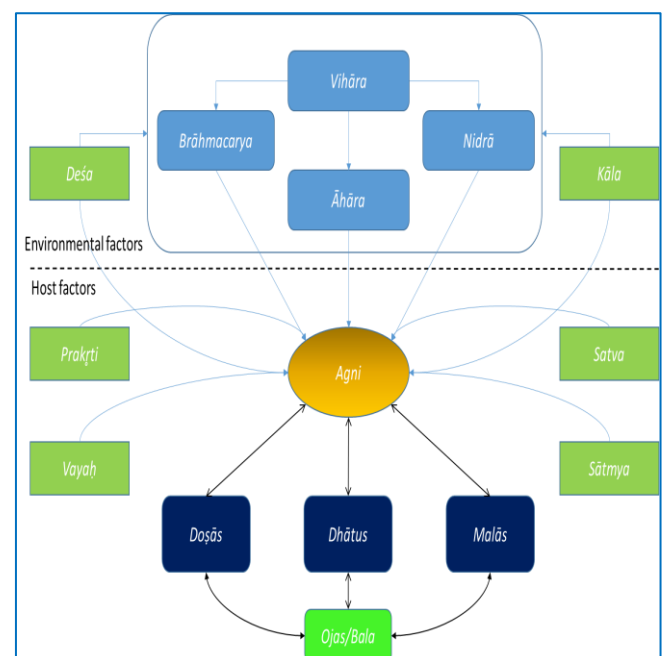 Vihāra
Brāhmacarya
Nidrā
Deśa
Kāla
Āhāra
Environmental factors
Host factors
Prakṛti
Satva
Agni
Vayaḥ
Sātmya
Doṣās
Dhātus
Malās
Ojas/Bala